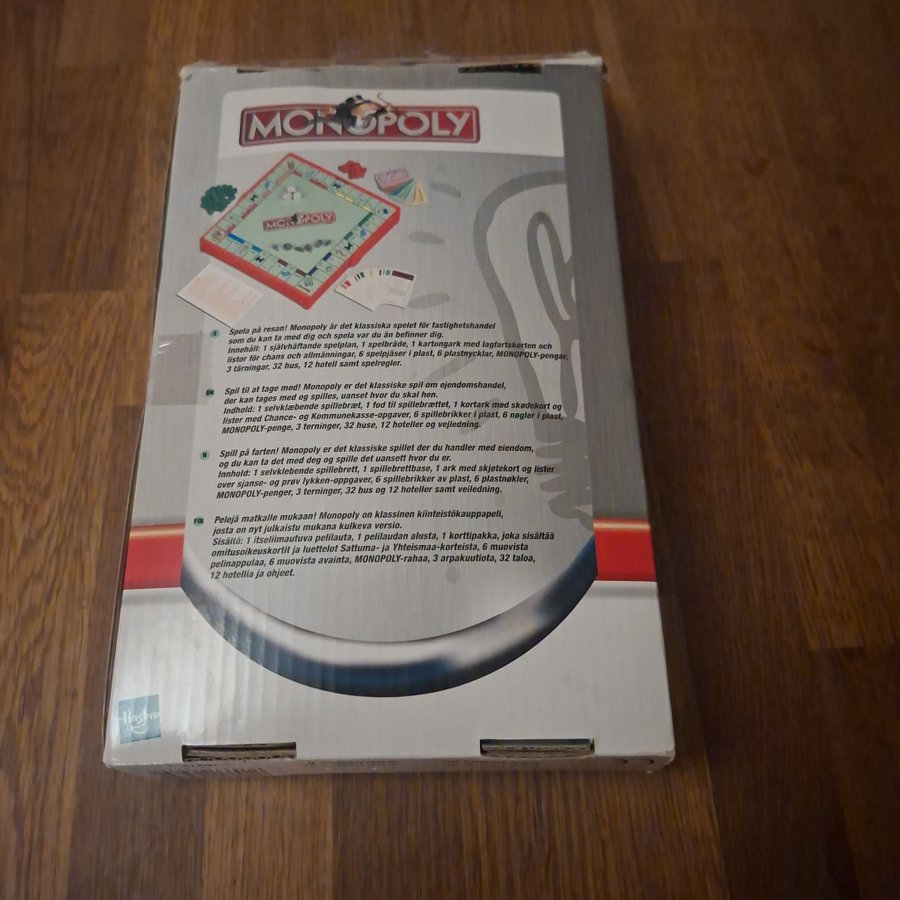 MONOPOLY
MONOPOLY
S Spela på resan! Monopoly är det klassiska spelet för fastighetshandel
som du kan ta med dig och spela var du än befinner dig.
Innehåll: 1 självhäftande spelplan, 1 spelbräde, 1 kartongark med lagfartskorten och
listor för chans och allmänningar, 6 spelpjäser i plast, 6 plastnycklar, MONOPOLY-pengar,
3 tärningar, 32 hus, 12 hotell samt spelregler.
DK Spil til at tage med! Monopoly er det klassiske spil om ejendomshandel,
der kan tages med og spilles, uanset hvor du skal hen.
Indhold: 1 selvklæbende spillebræt, 1 fod til spillebrættet, 1 kortark med skødekort og
lister med Chance- og Kommunekasse-opgaver, 6 spillebrikker i plast, 6 nøgler i plast,
MONOPOLY-penge, 3 terninger, 32 huse, 12 hoteller og vejledning.
N Spill på farten! Monopoly er det klassiske spillet der du handler med eiendom,
og du kan ta det med deg og spille det uansett hvor du er.
Innhold: 1 selvklebende spillebrett, 1 spillebrettbase, 1 ark med skjøtekort og lister
over sjanse- og prøv lykken-oppgaver, 6 spillebrikker av plast, 6 plastnøkler,
MONOPOLY-penger, 3 terninger, 32 hus og 12 hoteller samt veiledning.
FIN Pelejä matkalle mukaan! Monopoly on klassinen kiinteistökauppapeli,
josta on nyt julkaistu mukana kulkeva versio.
Sisältö: 1 itseliimautuva pelilauta, 1 pelilaudan alusta, 1 korttipakka, joka sisältää
omitusoikeuskortit ja luettelot Sattuma- ja Yhteismaa-korteista, 6 muovista
pelinappulaa, 6 muovista avainta, MONOPOLY-rahaa, 3 arpakuutiota, 32 taloa,
12 hotellia ja ohjeet.
Hasbro
CE